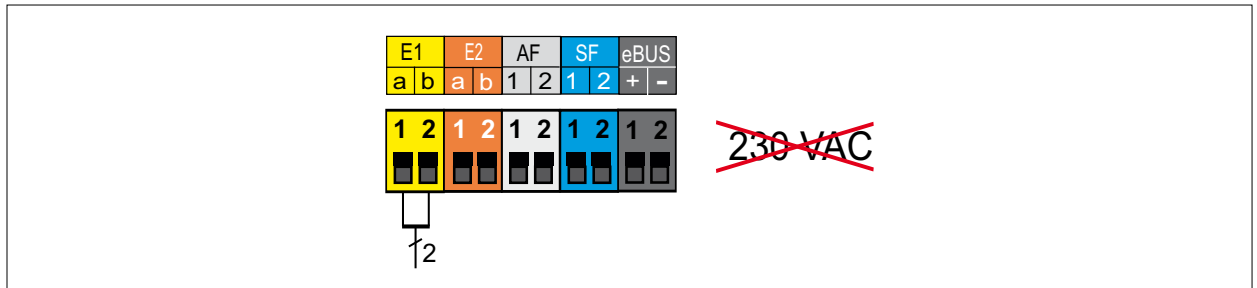 E1 E2 AF SF eBUS
a b a b 1 2 1 2 + -
1 2 1 2 1 2 1 2 1 2
230 VAC
2